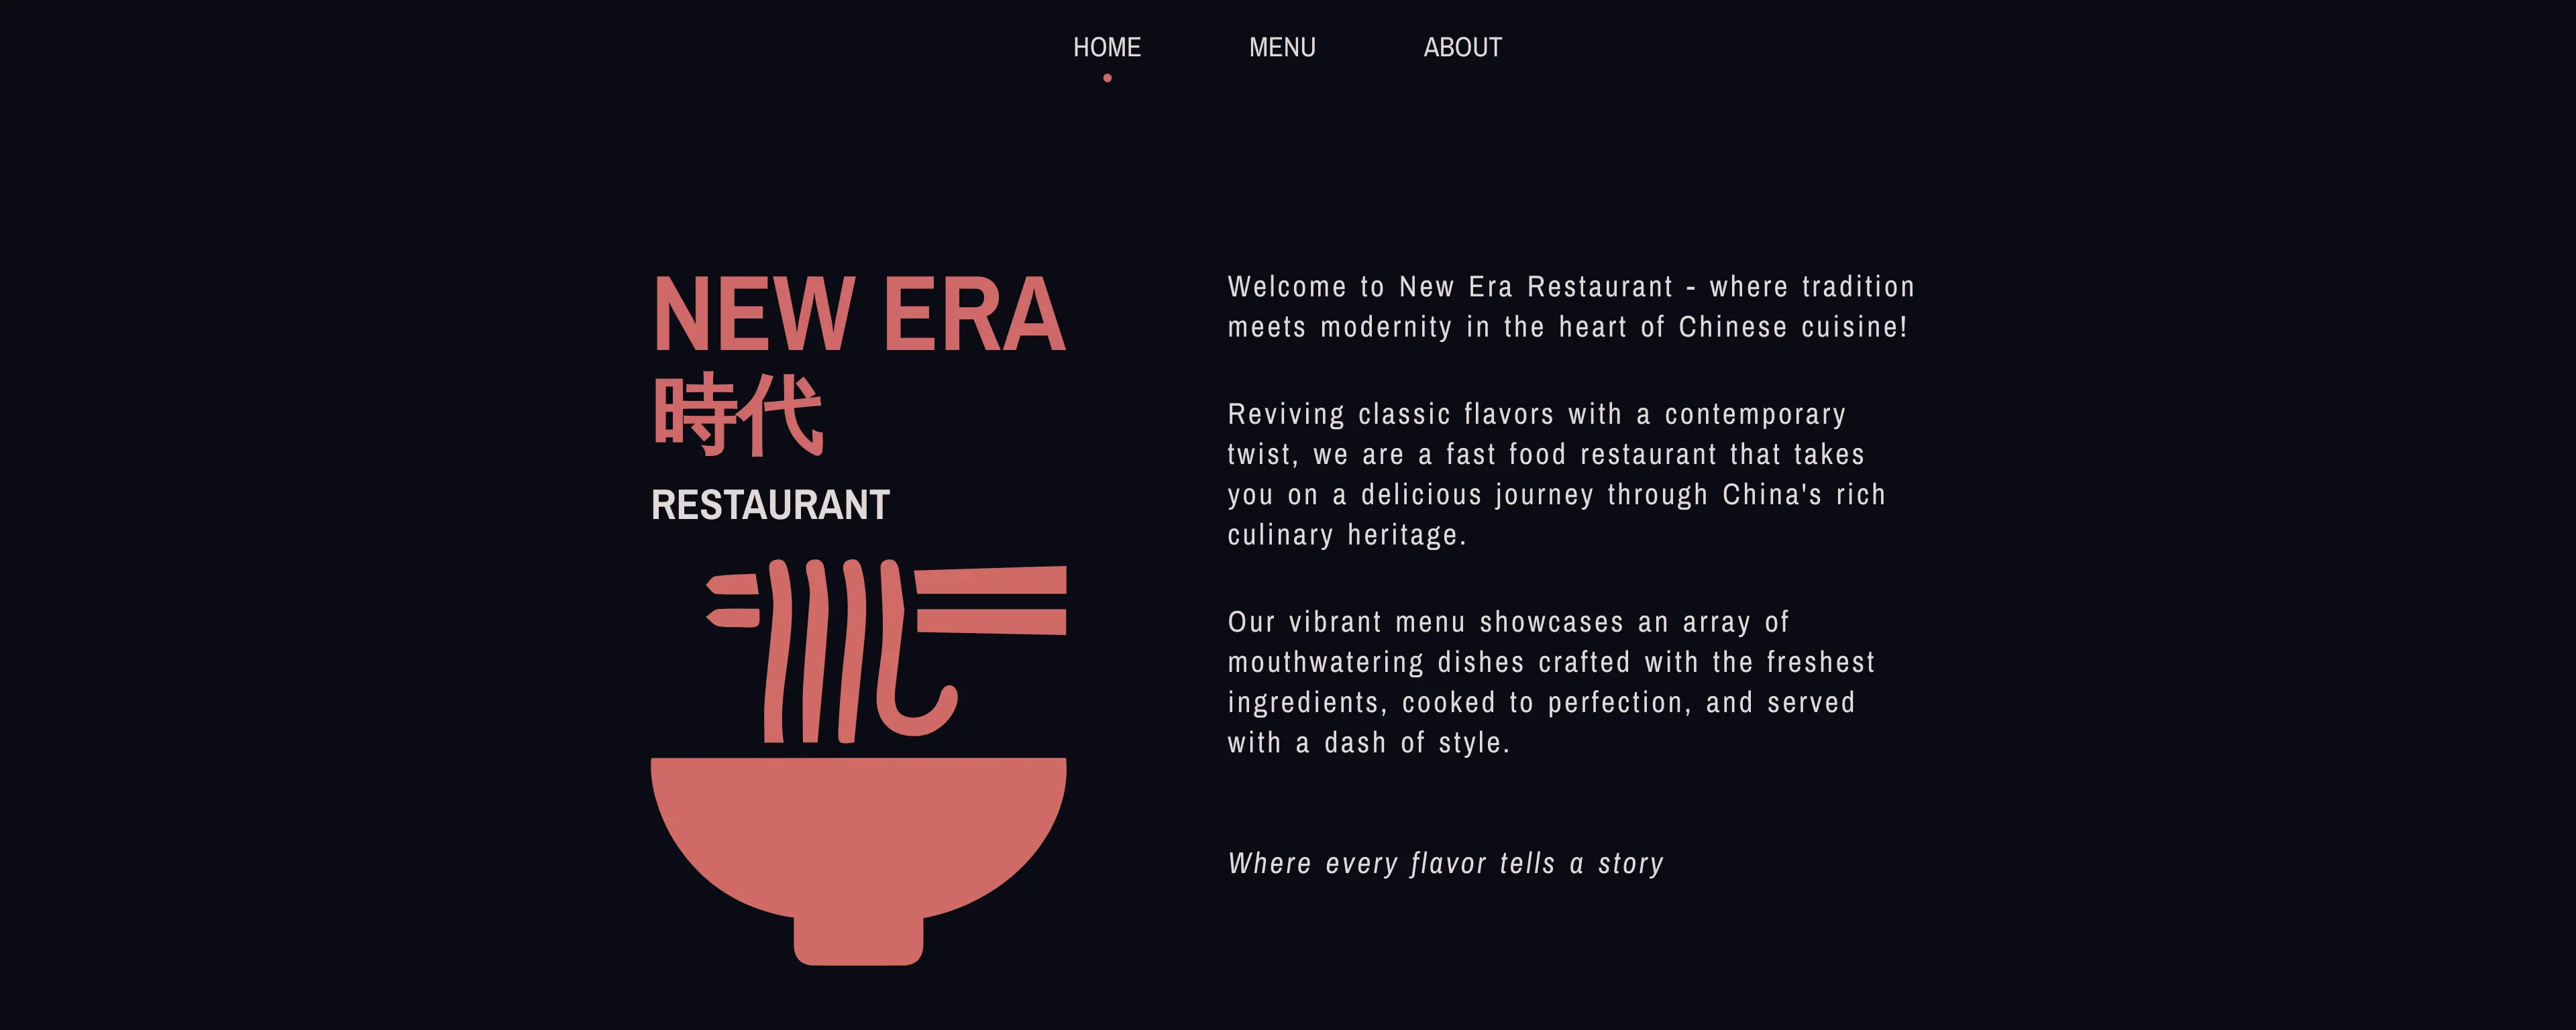 HOME MENU ABOUT
NEW ERA
時代
RESTAURANT
Welcome to New Era Restaurant - where tradition
meets modernity in the heart of Chinese cuisine!
Reviving classic flavors with a contemporary
twist, we are a fast food restaurant that takes
you on a delicious journey through China's rich
culinary heritage.
Our vibrant menu showcases an array of
mouthwatering dishes crafted with the freshest
ingredients, cooked to perfection, and served
with a dash of style.
Where every flavor tells a story